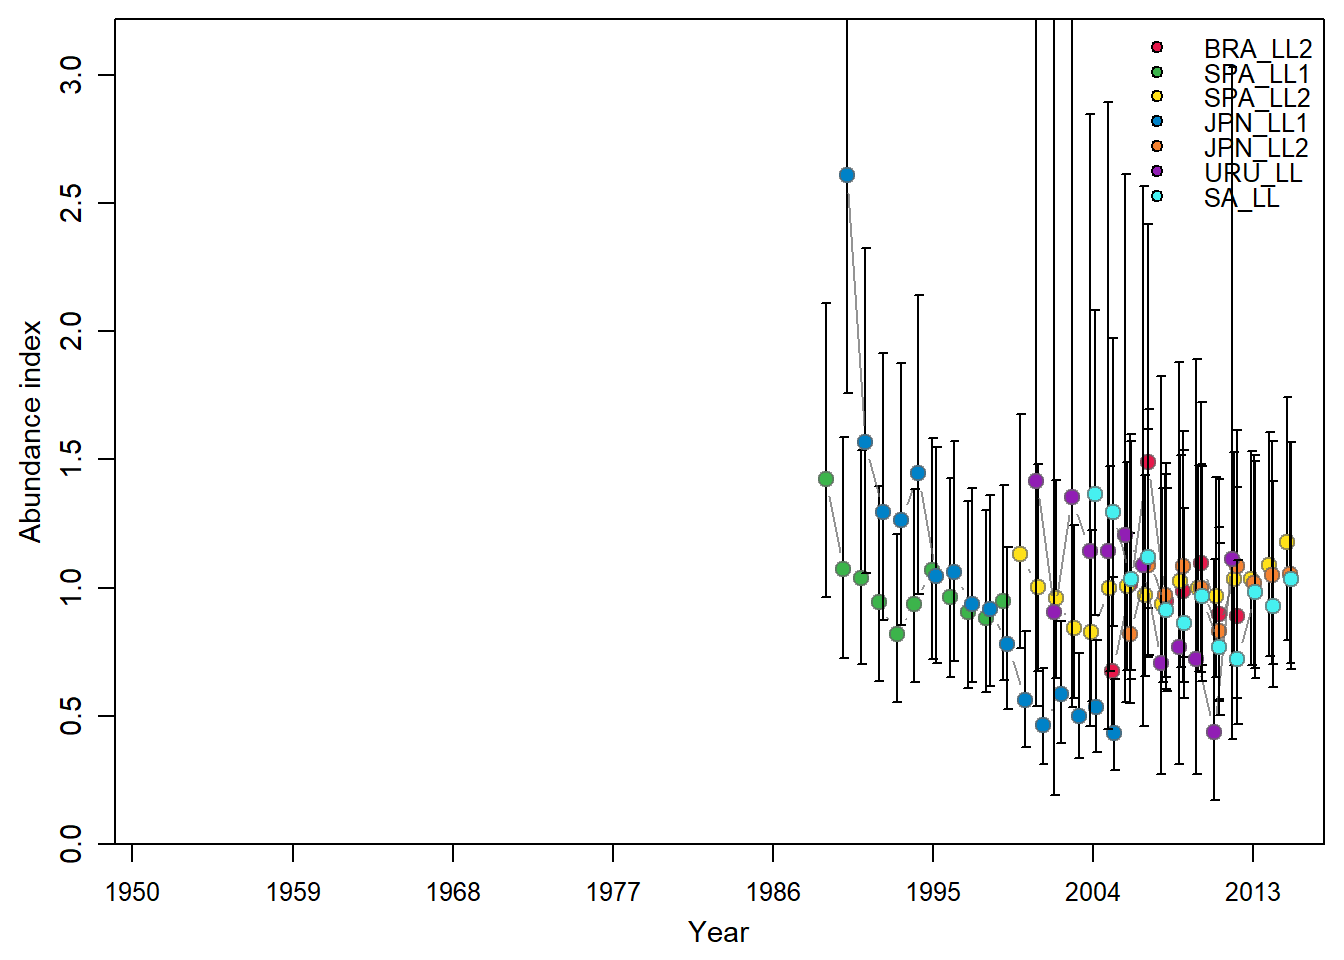 BRA_LL2
SPA_LL1
SPA_LL2
JPN_LL1
JPN_LL2
URU_LL
SA_LL
Abundance index
3.0
2.5
2.0
1.5
1.0
0.5
0.0
1950 1959 1968 1977 1986 1995 2004 2013
Year